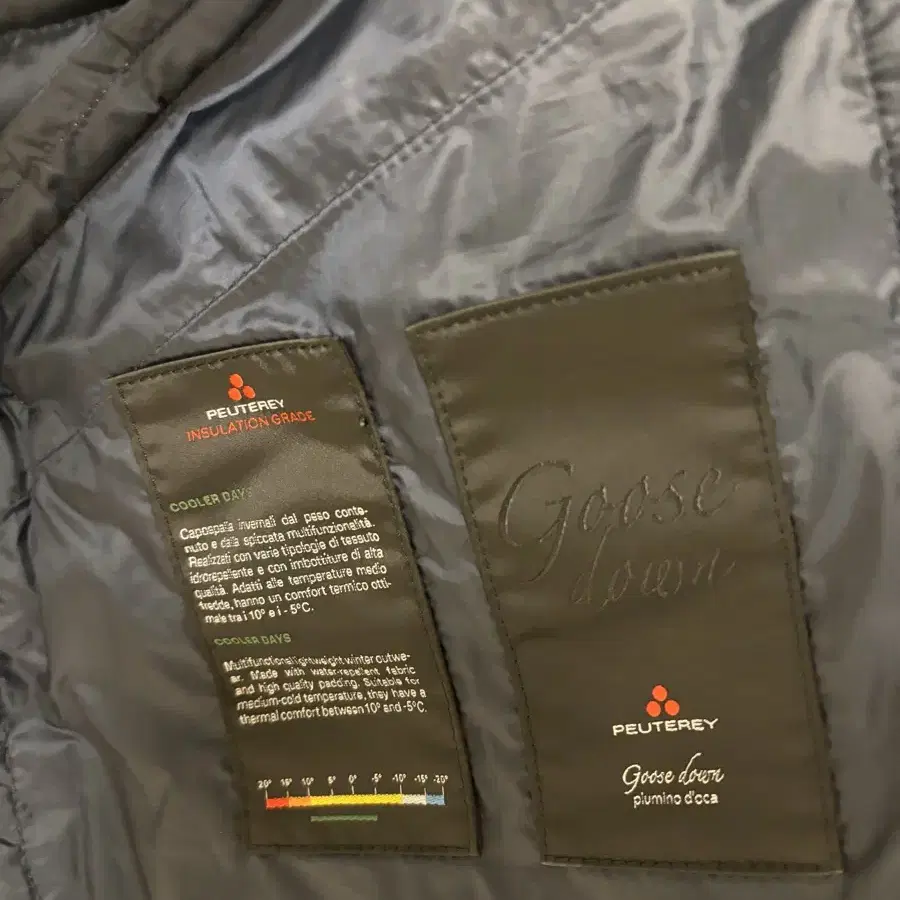 PEUTEREY
INSULATION GRADE
COOLER DAYS
Capospalla invernali dal peso conte-
nuto e dalla spiccata multifunzionalità.
Realizzati con varie tipologie di tessuto
idrorepellente e con imbottiture di alta
qualità. Adatti alle temperature medio
fredde, hanno un comfort termico otti-
male tra i 10° e i - 5°C.
COOLER DAYS
Multifunctional lightweight winter outwe-
ar. Made with water-repellent fabric
and high quality padding. Suitable for
medium-cold temperature, they have a
thermal comfort between 10° and -5°C.
20° 15° 10° 5° 0° -5° -10° -15° -20°
Goose
down
PEUTEREY
Goose down
piumino d'oca